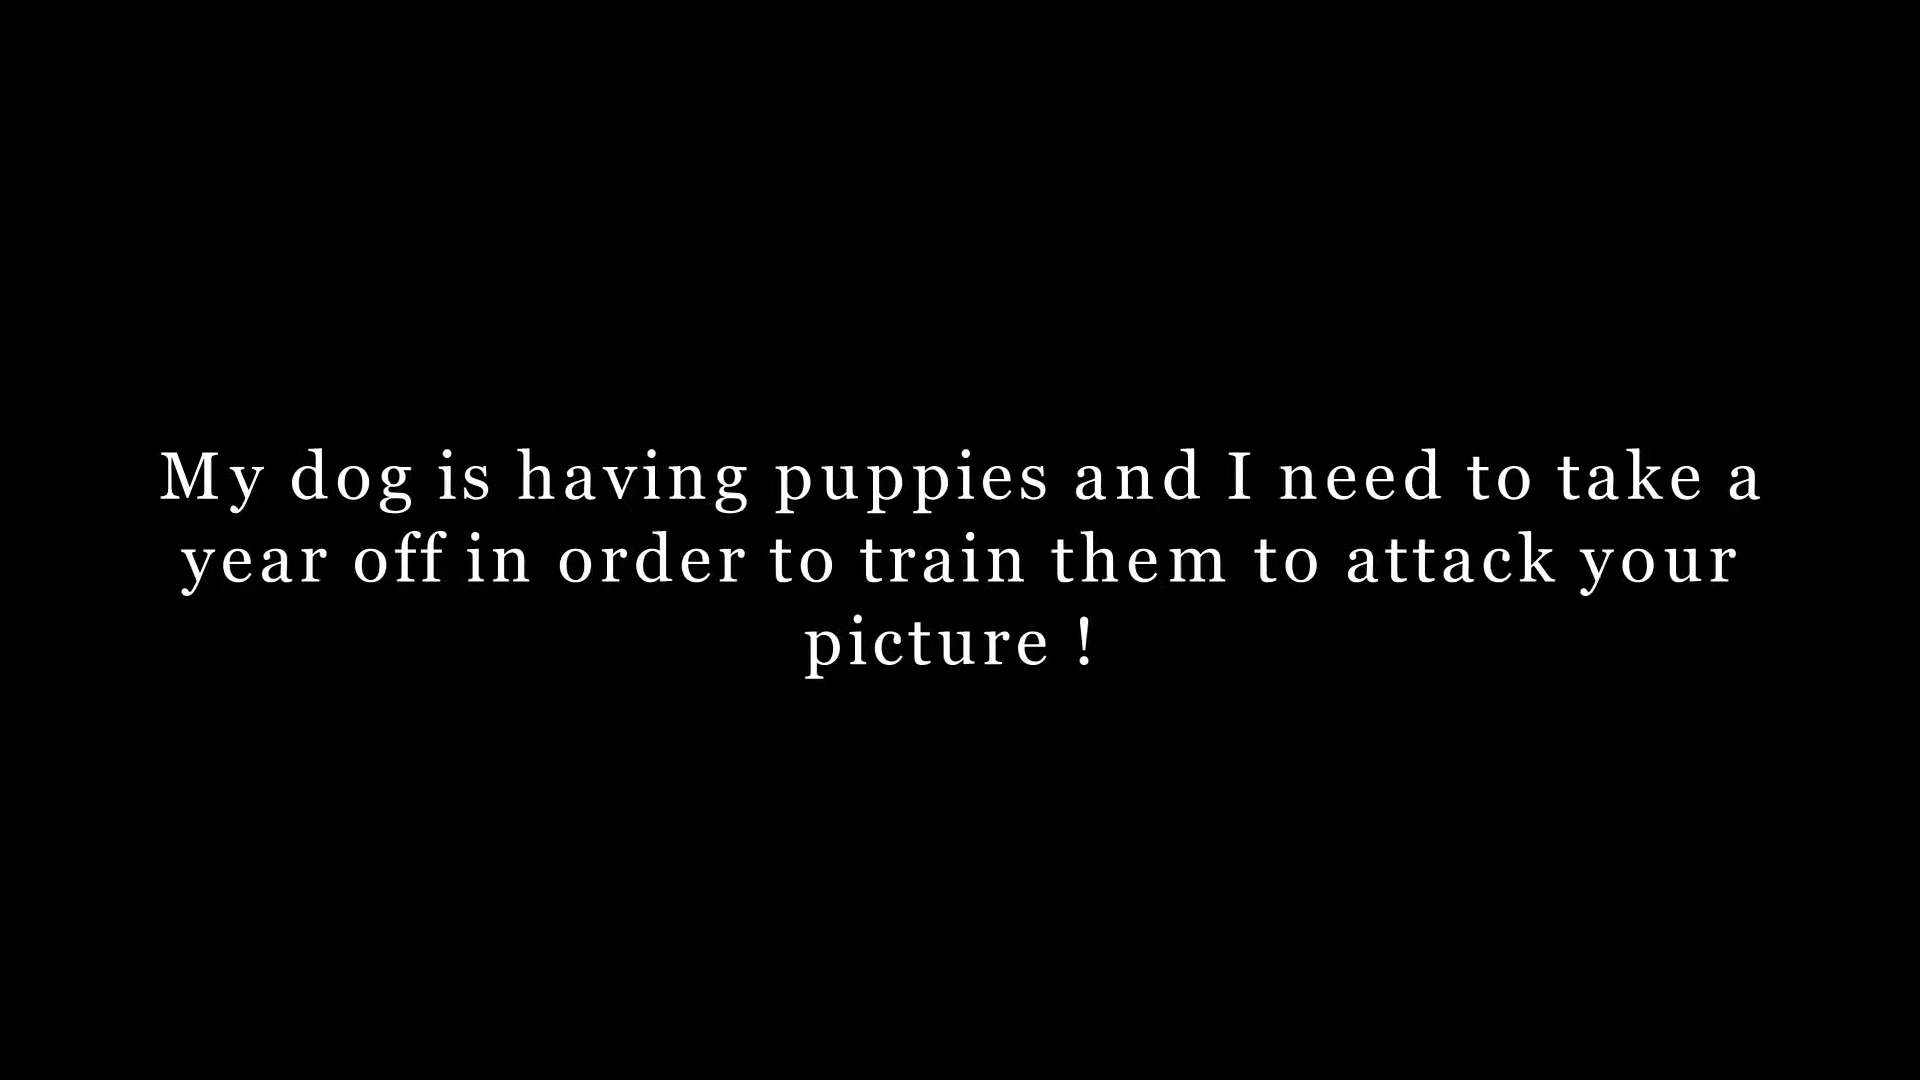 My dog is having puppies and I need to take a
year off in order to train them to attack your
picture !